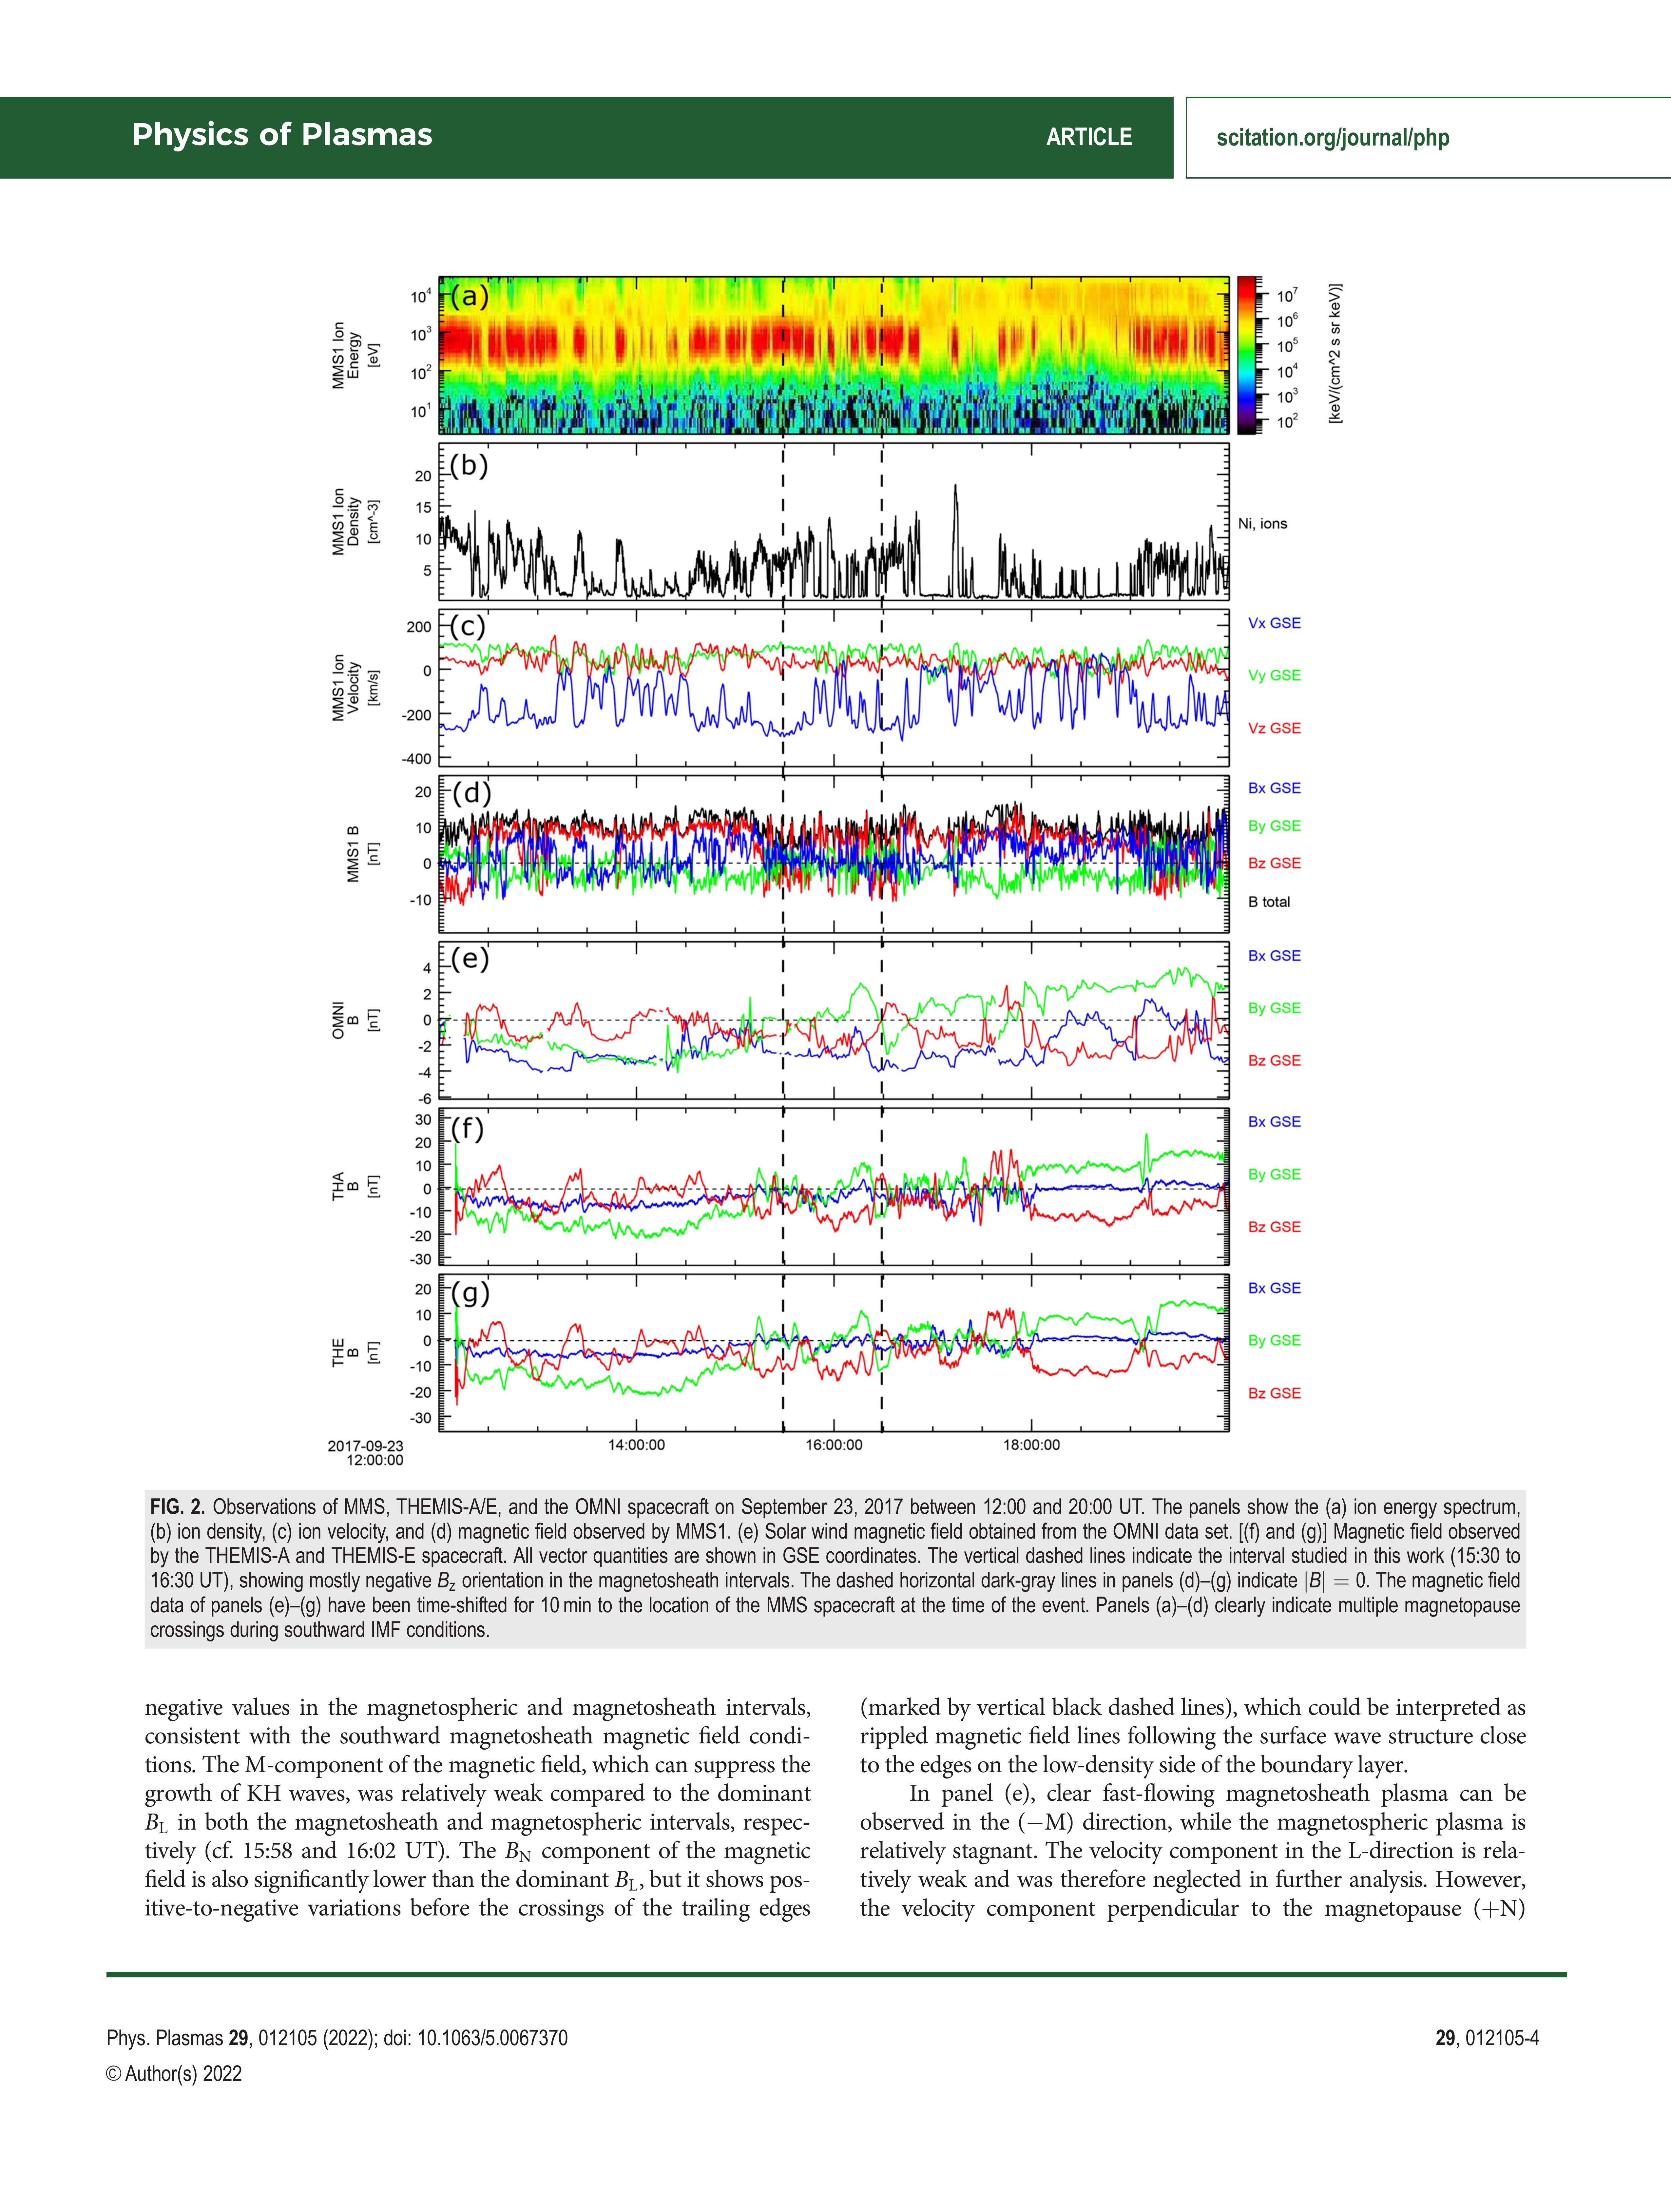 Physics of Plasmas
ARTICLE
scitation.org/journal/php
(a)
10⁴
10³
10²
10¹
MMS1 Ion
Energy
[eV]
10⁷
10⁶
10⁵
10⁴
10³
10²
[keV/(cm^2 s sr keV)]
(b)
20
15
10
5
MMS1 Ion
Density
[cm^-3]
Ni, ions
(c)
200
0
-200
-400
MMS1 Ion
Velocity
[km/s]
Vx GSE
Vy GSE
Vz GSE
(d)
20
10
0
-10
MMS1 B
[nT]
Bx GSE
By GSE
Bz GSE
B total
(e)
4
2
0
-2
-4
-6
OMNI
B
[nT]
Bx GSE
By GSE
Bz GSE
(f)
30
20
10
0
-10
-20
-30
THA
B
[nT]
Bx GSE
By GSE
Bz GSE
(g)
20
10
0
-10
-20
-30
THE
B
[nT]
Bx GSE
By GSE
Bz GSE
2017-09-23
12:00:00
14:00:00
16:00:00
18:00:00
FIG. 2. Observations of MMS, THEMIS-A/E, and the OMNI spacecraft on September 23, 2017 between 12:00 and 20:00 UT. The panels show the (a) ion energy spectrum,
(b) ion density, (c) ion velocity, and (d) magnetic field observed by MMS1. (e) Solar wind magnetic field obtained from the OMNI data set. [(f) and (g)] Magnetic field observed
by the THEMIS-A and THEMIS-E spacecraft. All vector quantities are shown in GSE coordinates. The vertical dashed lines indicate the interval studied in this work (15:30 to
16:30 UT), showing mostly negative Bz orientation in the magnetosheath intervals. The dashed horizontal dark-gray lines in panels (d)–(g) indicate |B| = 0. The magnetic field
data of panels (e)–(g) have been time-shifted for 10 min to the location of the MMS spacecraft at the time of the event. Panels (a)–(d) clearly indicate multiple magnetopause
crossings during southward IMF conditions.
negative values in the magnetospheric and magnetosheath intervals,
consistent with the southward magnetosheath magnetic field condi-
tions. The M-component of the magnetic field, which can suppress the
growth of KH waves, was relatively weak compared to the dominant
BL in both the magnetosheath and magnetospheric intervals, respec-
tively (cf. 15:58 and 16:02 UT). The BN component of the magnetic
field is also significantly lower than the dominant BL, but it shows pos-
itive-to-negative variations before the crossings of the trailing edges
(marked by vertical black dashed lines), which could be interpreted as
rippled magnetic field lines following the surface wave structure close
to the edges on the low-density side of the boundary layer.
In panel (e), clear fast-flowing magnetosheath plasma can be
observed in the (−M) direction, while the magnetospheric plasma is
relatively stagnant. The velocity component in the L-direction is rela-
tively weak and was therefore neglected in further analysis. However,
the velocity component perpendicular to the magnetopause (+N)
Phys. Plasmas 29, 012105 (2022); doi: 10.1063/5.0067370
29, 012105-4
© Author(s) 2022